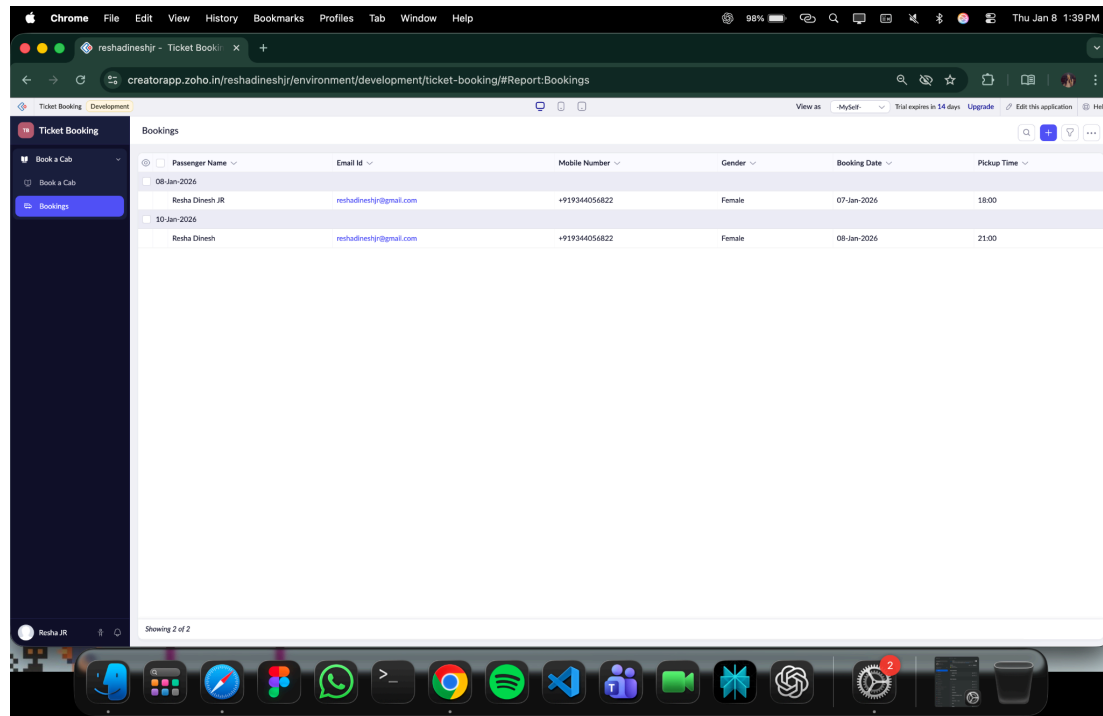 Chrome File Edit View History Bookmarks Profiles Tab Window Help 98% Thu Jan 8 1:39 PM
reshadineshjr - Ticket Bookin
creatorapp.zoho.in/reshadineshjr/environment/development/ticket-booking/#Report:Bookings
Ticket Booking Development View as -MySelf- Trial expires in 14 days Upgrade Edit this application Hel
TB Ticket Booking
Bookings
Book a Cab
Book a Cab
Bookings
Passenger Name Email Id Mobile Number Gender Booking Date Pickup Time
08-Jan-2026
Resha Dinesh JR reshadineshjr@gmail.com +919344056822 Female 07-Jan-2026 18:00
10-Jan-2026
Resha Dinesh reshadineshjr@gmail.com +919344056822 Female 08-Jan-2026 21:00
Resha JR
Showing 2 of 2
2